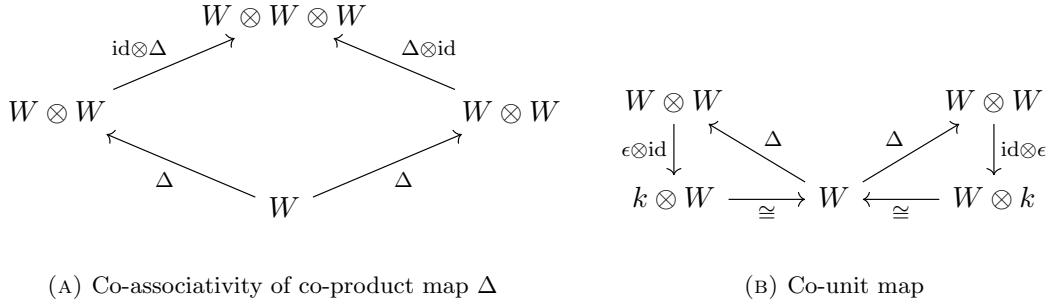 W ⊗ W ⊗ W
id⊗Δ Δ⊗id
W ⊗ W W ⊗ W
Δ Δ
W
(A) Co-associativity of co-product map Δ
W ⊗ W W ⊗ W
ϵ⊗id Δ Δ id⊗ϵ
k ⊗ W ≅ W ≅ W ⊗ k
(B) Co-unit map